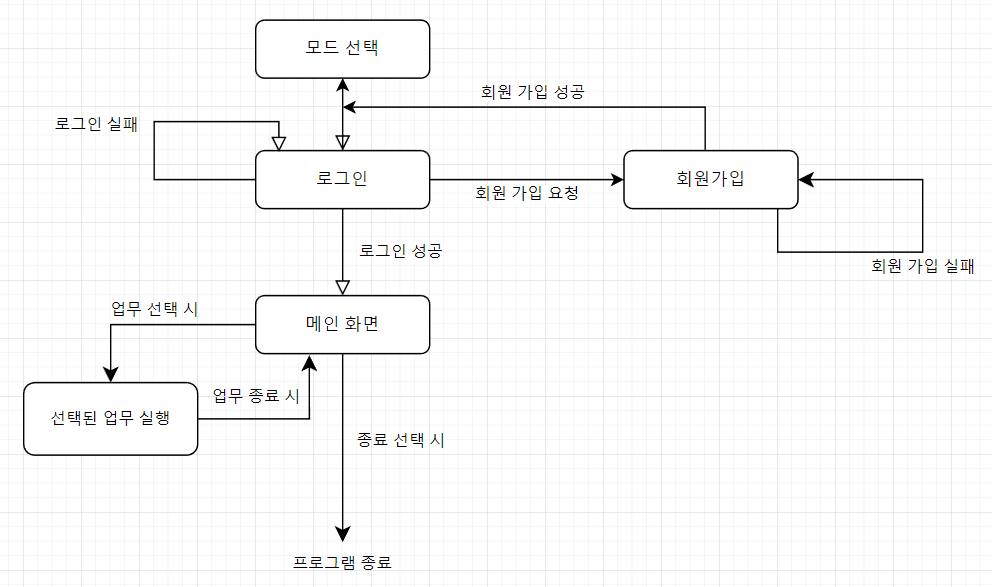 모드 선택
회원 가입 성공
로그인 실패
로그인
회원가입
회원 가입 요청
로그인 성공
회원 가입 실패
업무 선택 시
메인 화면
업무 종료 시
선택된 업무 실행
종료 선택 시
프로그램 종료